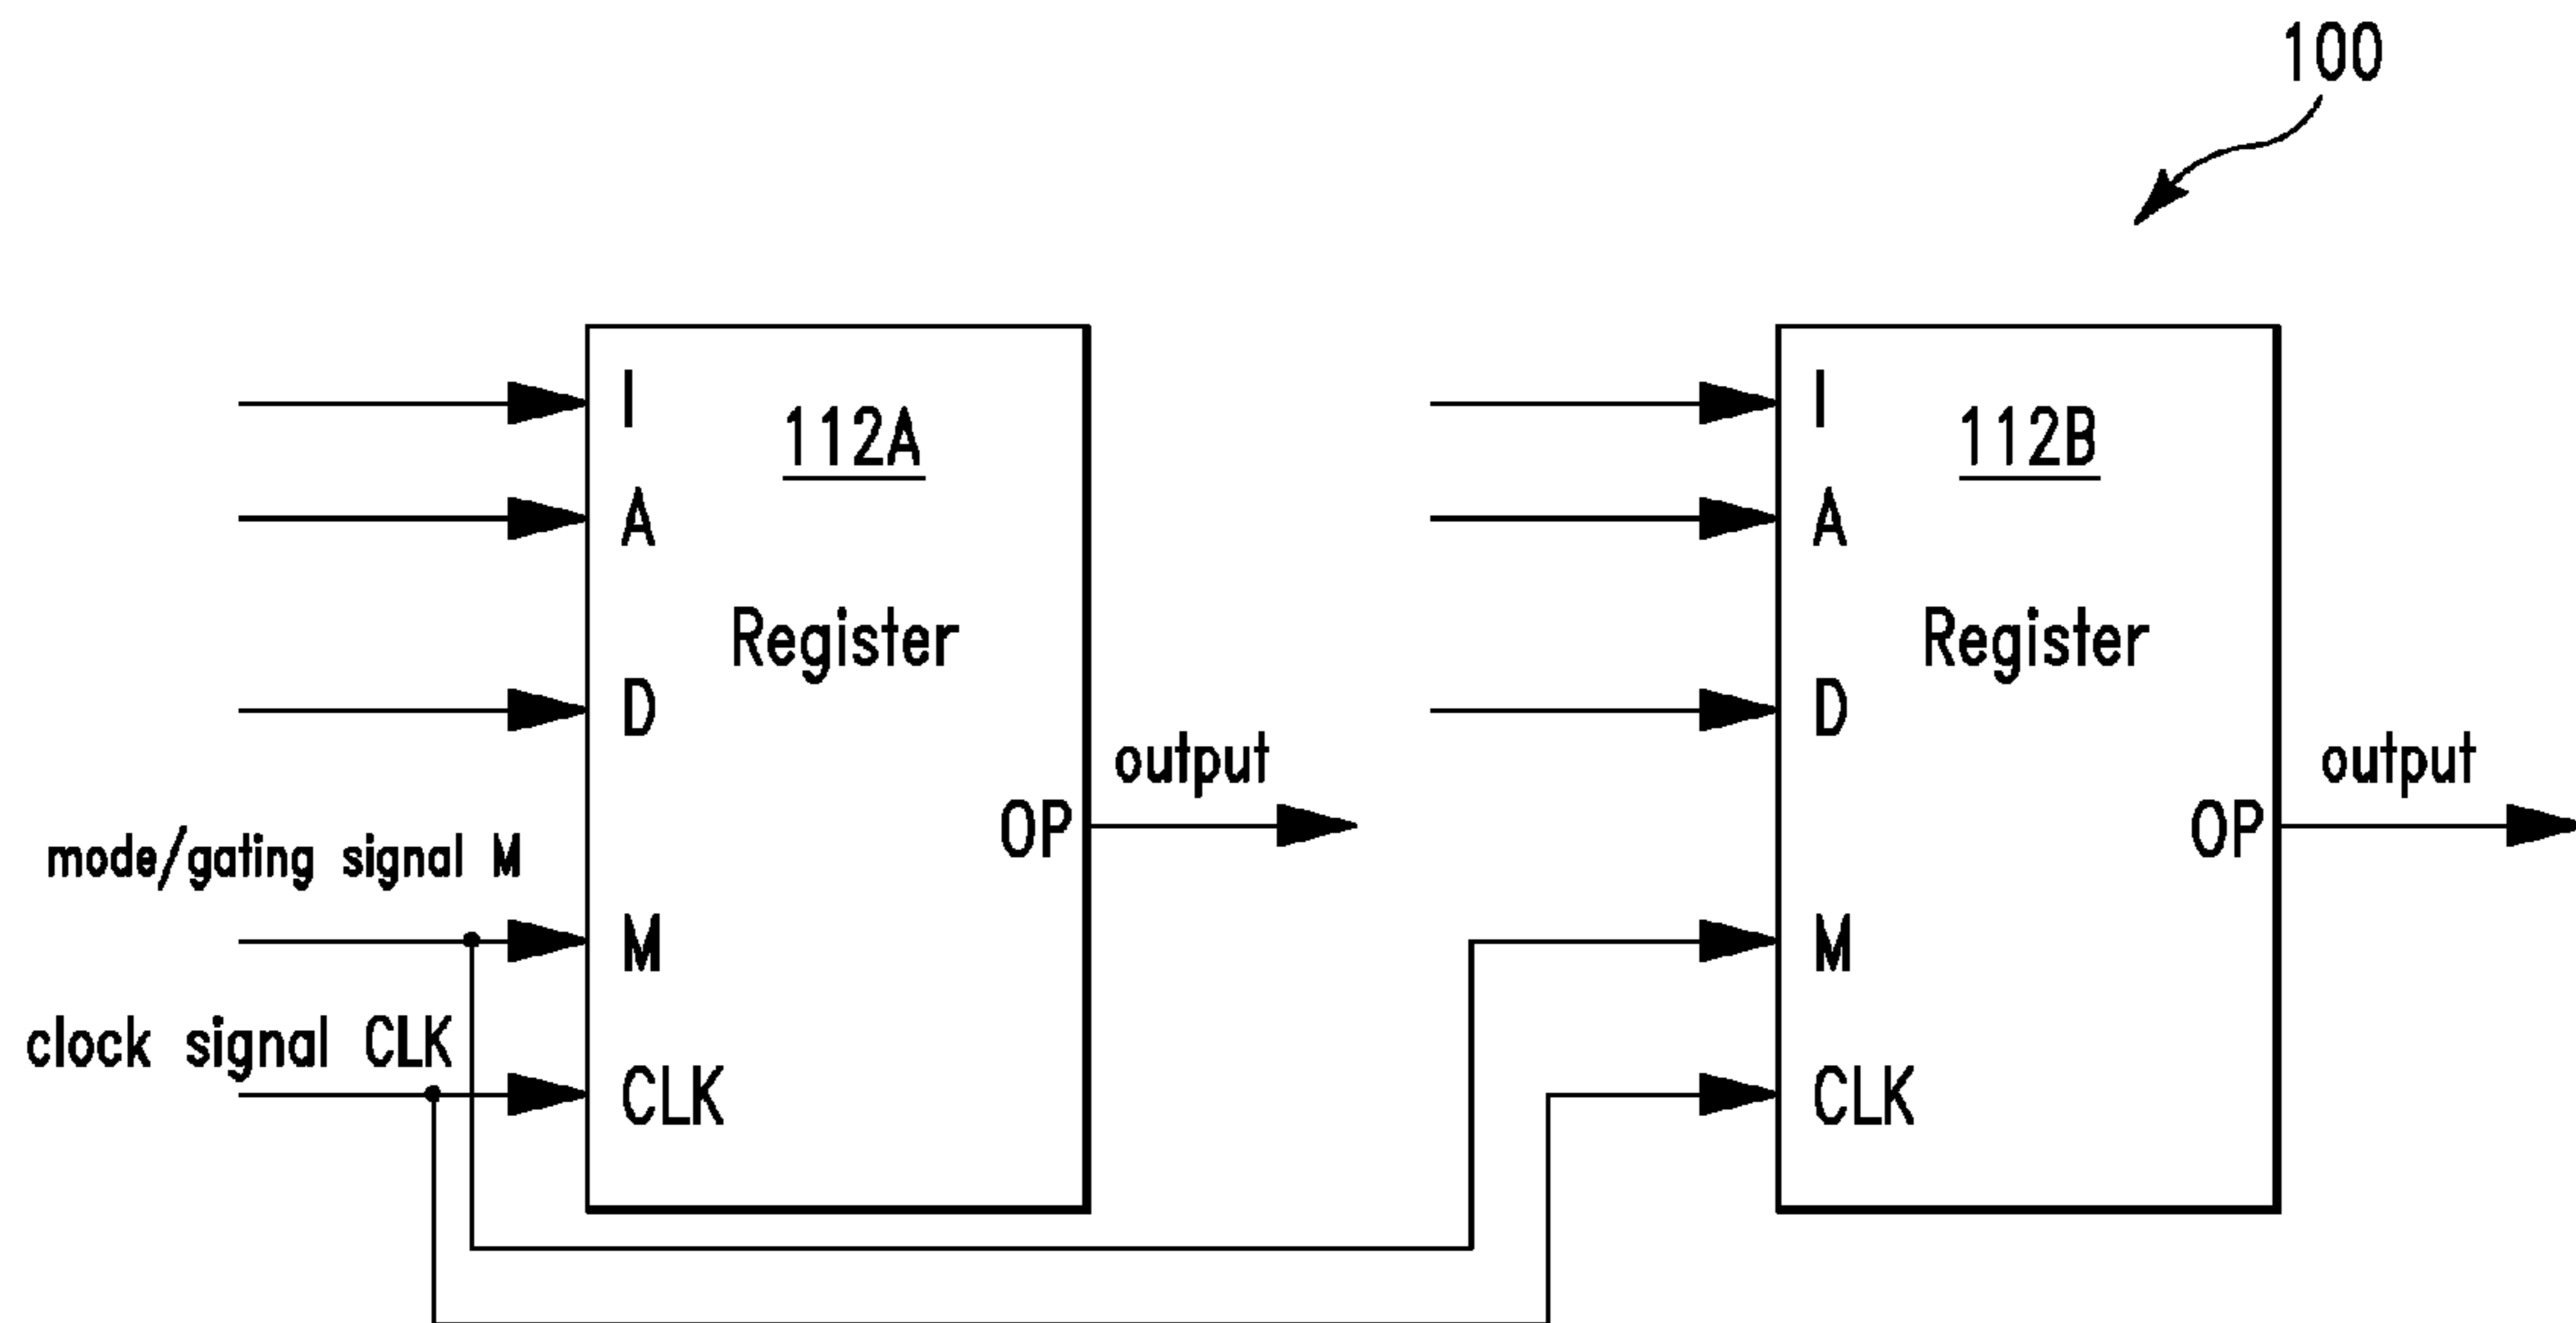 100
I
112A
A
Register
D
output
OP
mode/gating signal M
M
clock signal CLK
CLK
I
112B
A
Register
D
output
OP
M
CLK